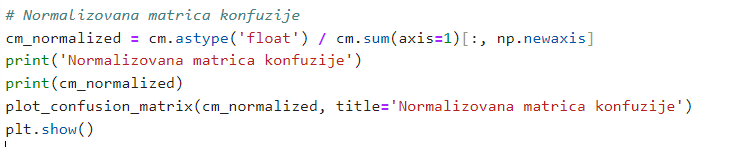 # Normalizovana matrica konfuzije
cm_normalized = cm.astype('float') / cm.sum(axis=1)[:, np.newaxis]
print('Normalizovana matrica konfuzije')
print(cm_normalized)
plot_confusion_matrix(cm_normalized, title='Normalizovana matrica konfuzije')
plt.show()